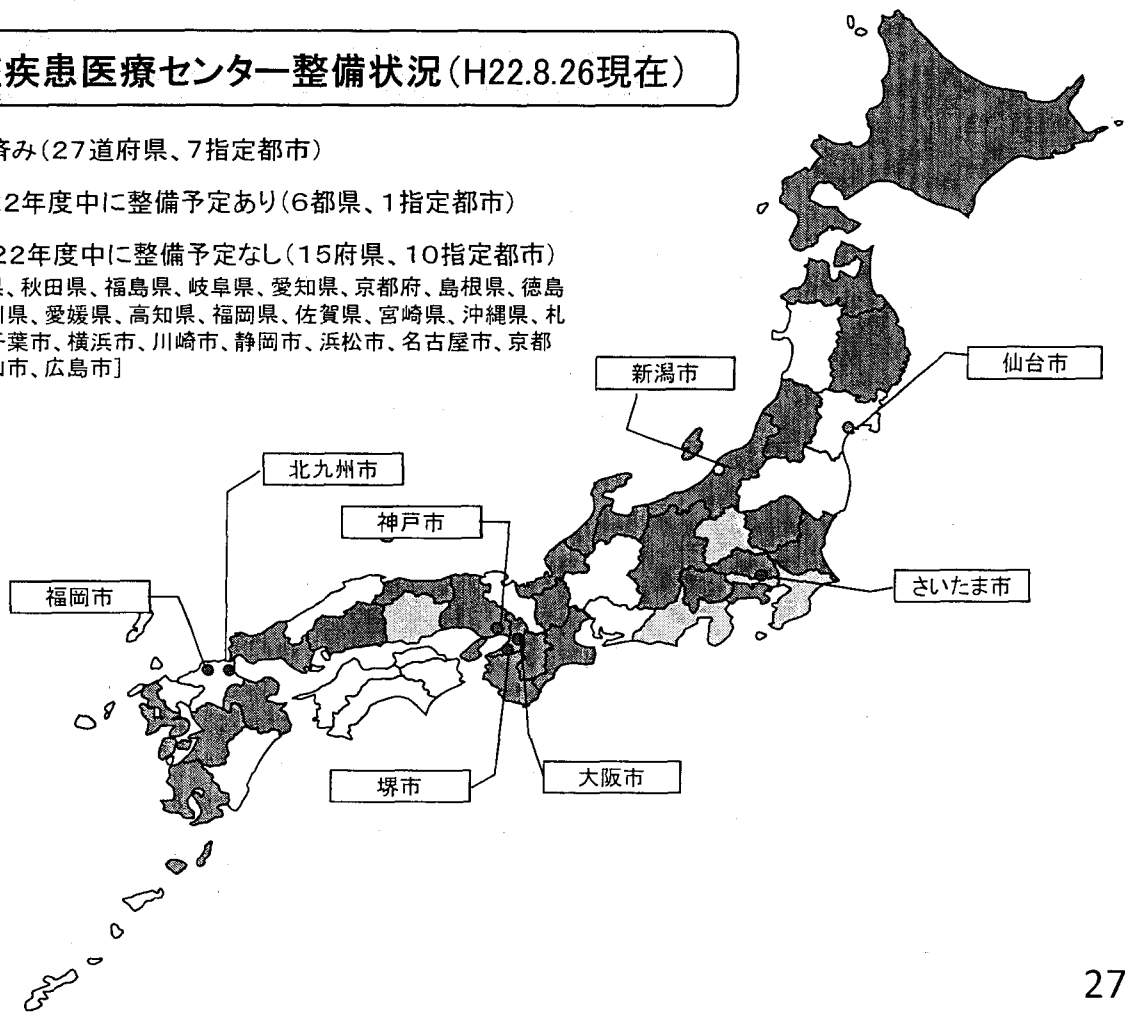 疾患医療センター整備状況(H22.8.26現在)
済み(27道府県、7指定都市)
2年度中に整備予定あり(6都県、1指定都市)
22年度中に整備予定なし(15府県、10指定都市)
県、秋田県、福島県、岐阜県、愛知県、京都府、島根県、徳島
川県、愛媛県、高知県、福岡県、佐賀県、宮崎県、沖縄県、札
千葉市、横浜市、川崎市、静岡市、浜松市、名古屋市、京都
山市、広島市]
新潟市
仙台市
北九州市
神戸市
福岡市
さいたま市
堺市
大阪市
27